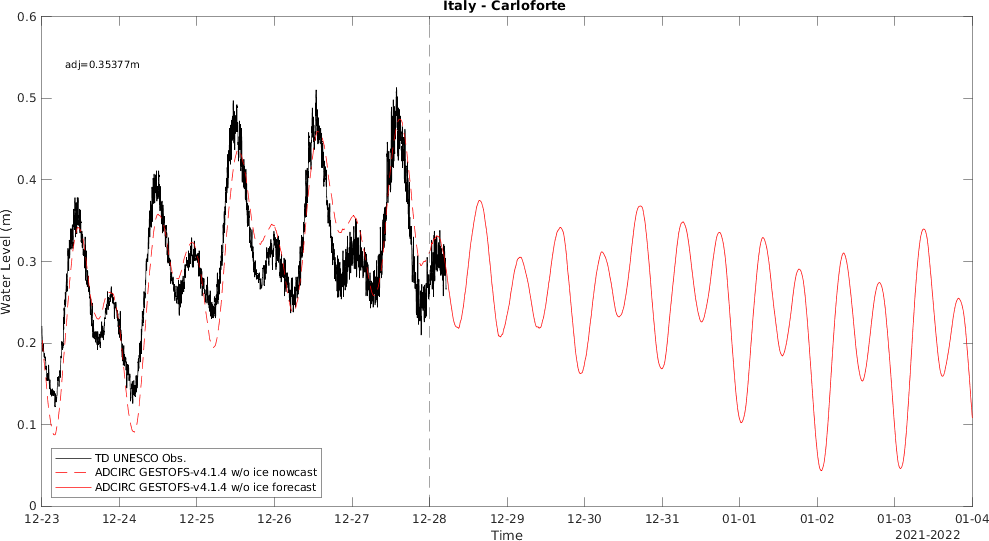 Italy - Carloforte
0.6
0.5
0.4
0.3
0.2
0.1
0
Water Level (m)
adj=0.35377m
TD UNESCO Obs.
ADCIRC GESTOFS-v4.1.4 w/o ice nowcast
ADCIRC GESTOFS-v4.1.4 w/o ice forecast
12-23 12-24 12-25 12-26 12-27 12-28 12-29 12-30 12-31 01-01 01-02 01-03 01-04
Time
2021-2022